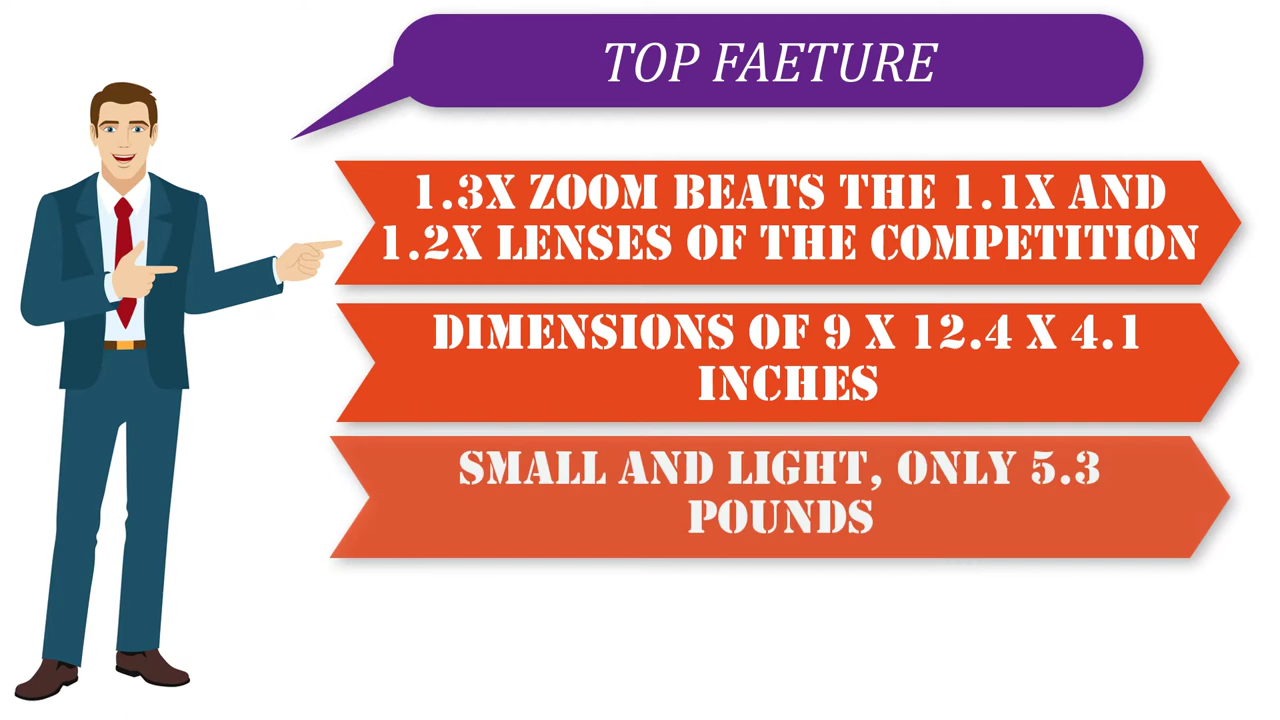 TOP FAETURE
1.3X ZOOM BEATS THE 1.1X AND
1.2X LENSES OF THE COMPETITION
DIMENSIONS OF 9 X 12.4 X 4.1
INCHES
SMALL AND LIGHT, ONLY 5.3
POUNDS